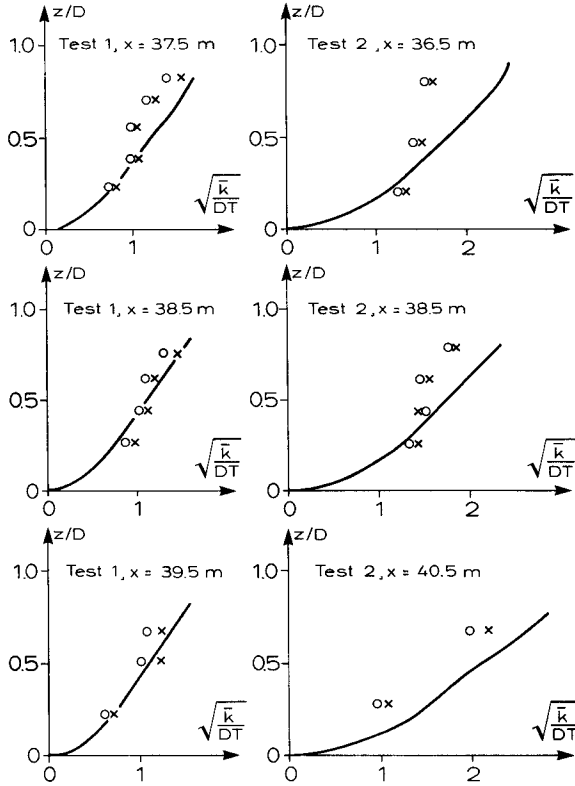 z/D
Test 1, x = 37.5 m
1.0
0.5
0
0
1
√(k̄/DT)
z/D
Test 2, x = 36.5 m
1.0
0.5
0
0
1
2
√(k̄/DT)
z/D
Test 1, x = 38.5 m
1.0
0.5
0
0
1
√(k̄/DT)
z/D
Test 2, x = 38.5 m
1.0
0.5
0
0
1
2
√(k̄/DT)
z/D
Test 1, x = 39.5 m
1.0
0.5
0
0
1
√(k̄/DT)
z/D
Test 2, x = 40.5 m
1.0
0.5
0
0
1
2
√(k̄/DT)